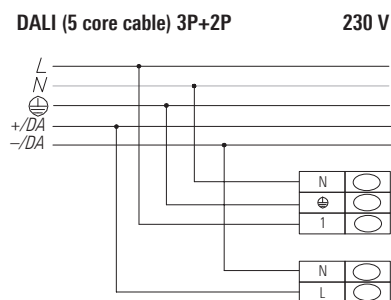 DALI (5 core cable) 3P+2P 230 V
L
N
+/DA
−/DA
N
1
N
L